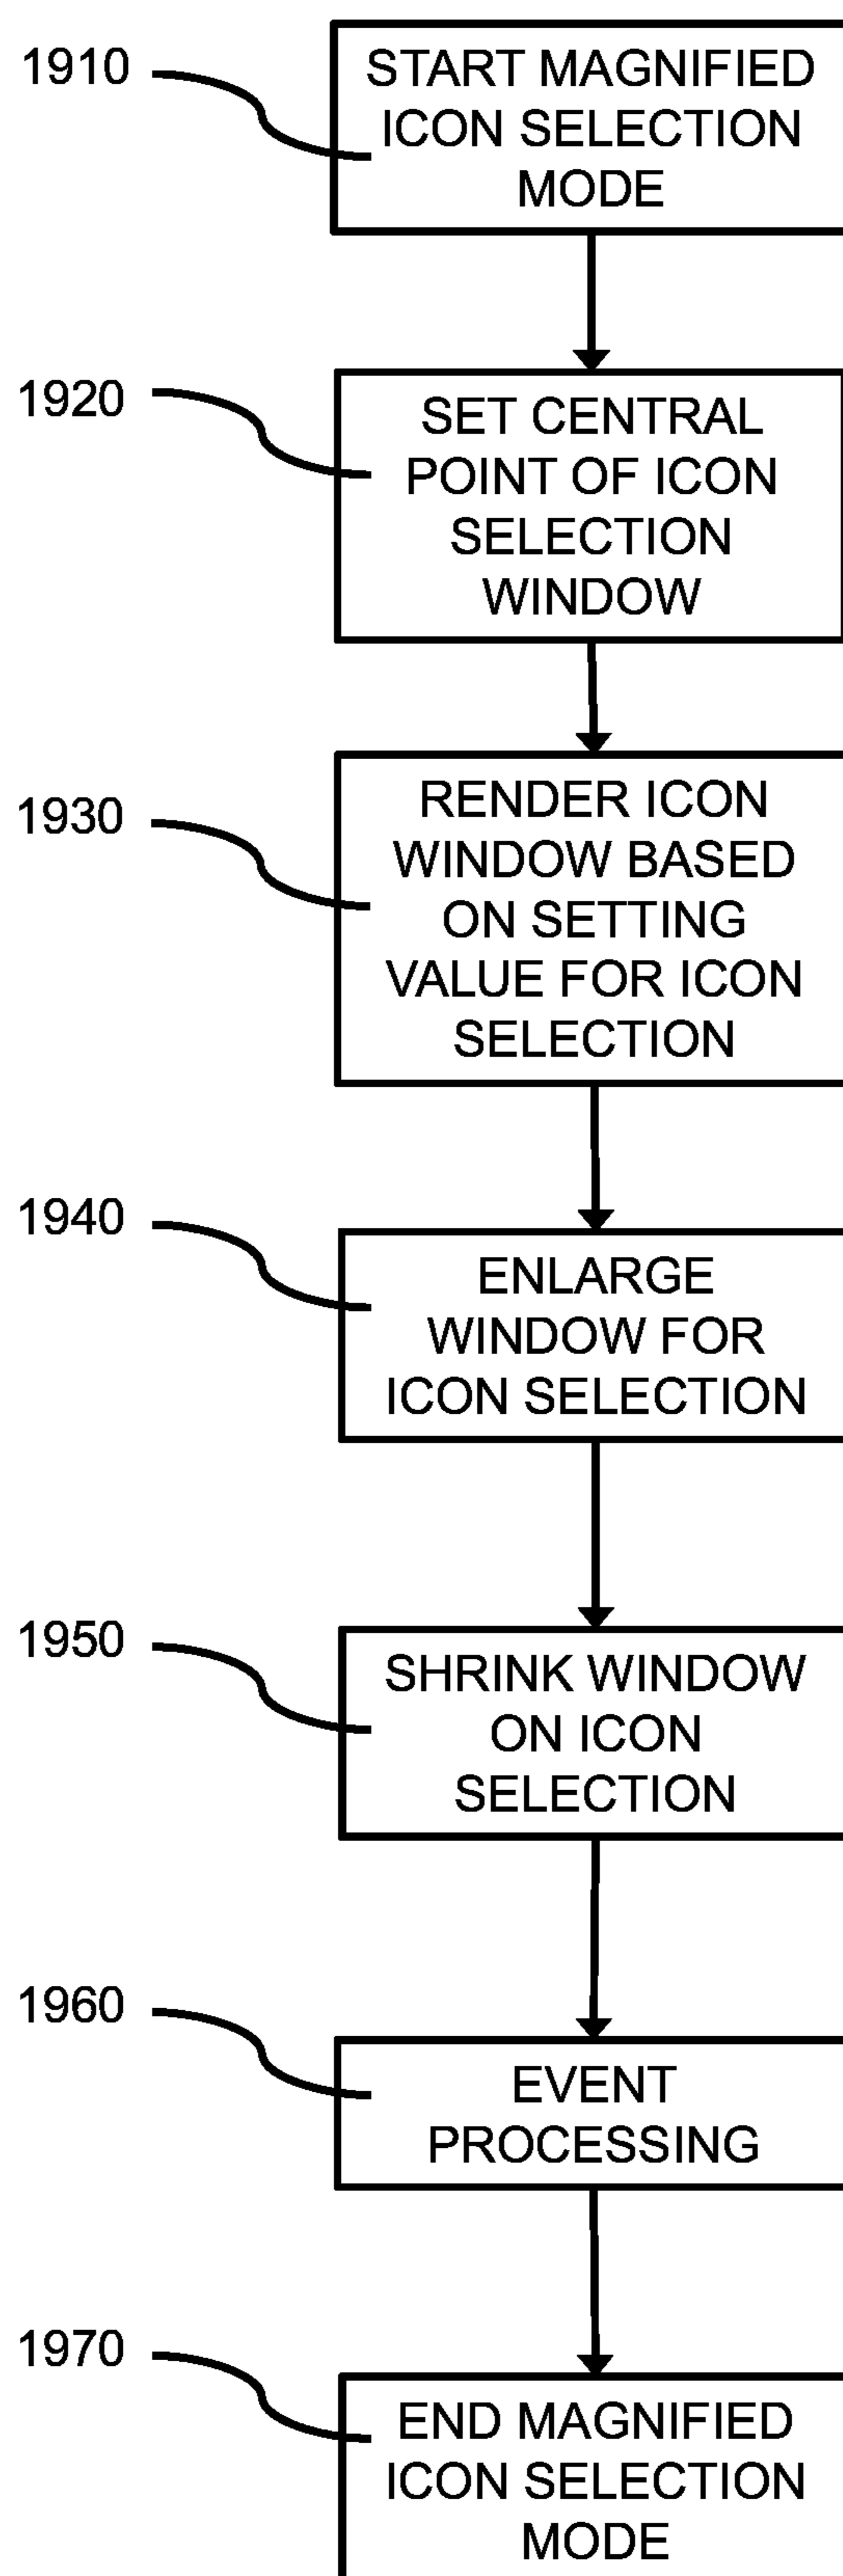 1910
START MAGNIFIED
ICON SELECTION
MODE
1920
SET CENTRAL
POINT OF ICON
SELECTION
WINDOW
1930
RENDER ICON
WINDOW BASED
ON SETTING
VALUE FOR ICON
SELECTION
1940
ENLARGE
WINDOW FOR
ICON SELECTION
1950
SHRINK WINDOW
ON ICON
SELECTION
1960
EVENT
PROCESSING
1970
END MAGNIFIED
ICON SELECTION
MODE